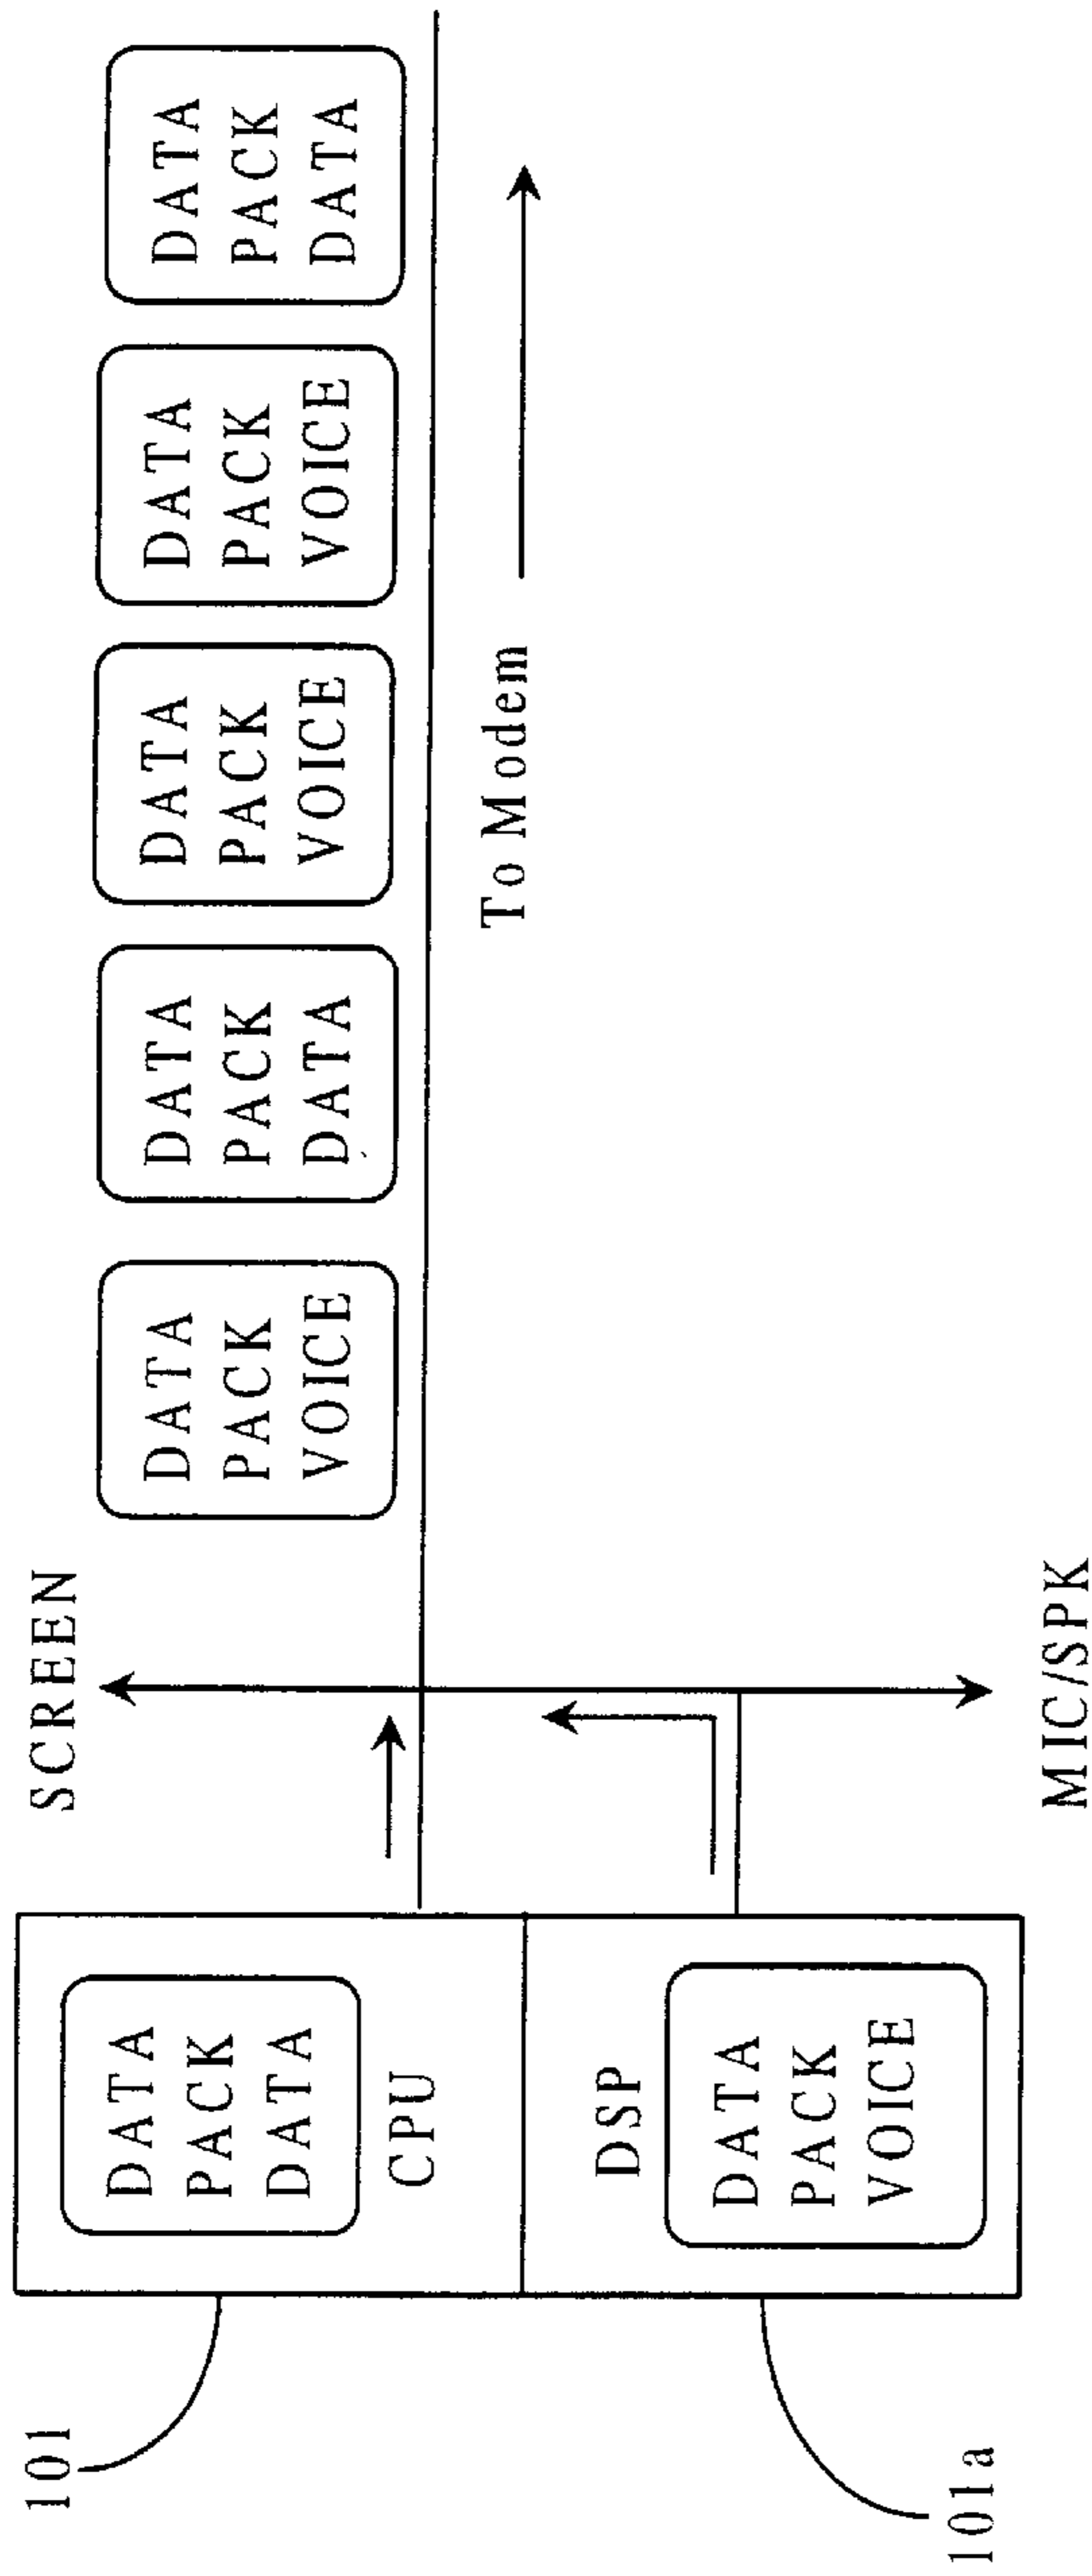 101
DATA
PACK
DATA
CPU
DSP
DATA
PACK
VOICE
101a
SCREEN
MIC/SPK
DATA
PACK
VOICE
DATA
PACK
DATA
DATA
PACK
VOICE
DATA
PACK
VOICE
DATA
PACK
DATA
To Modem